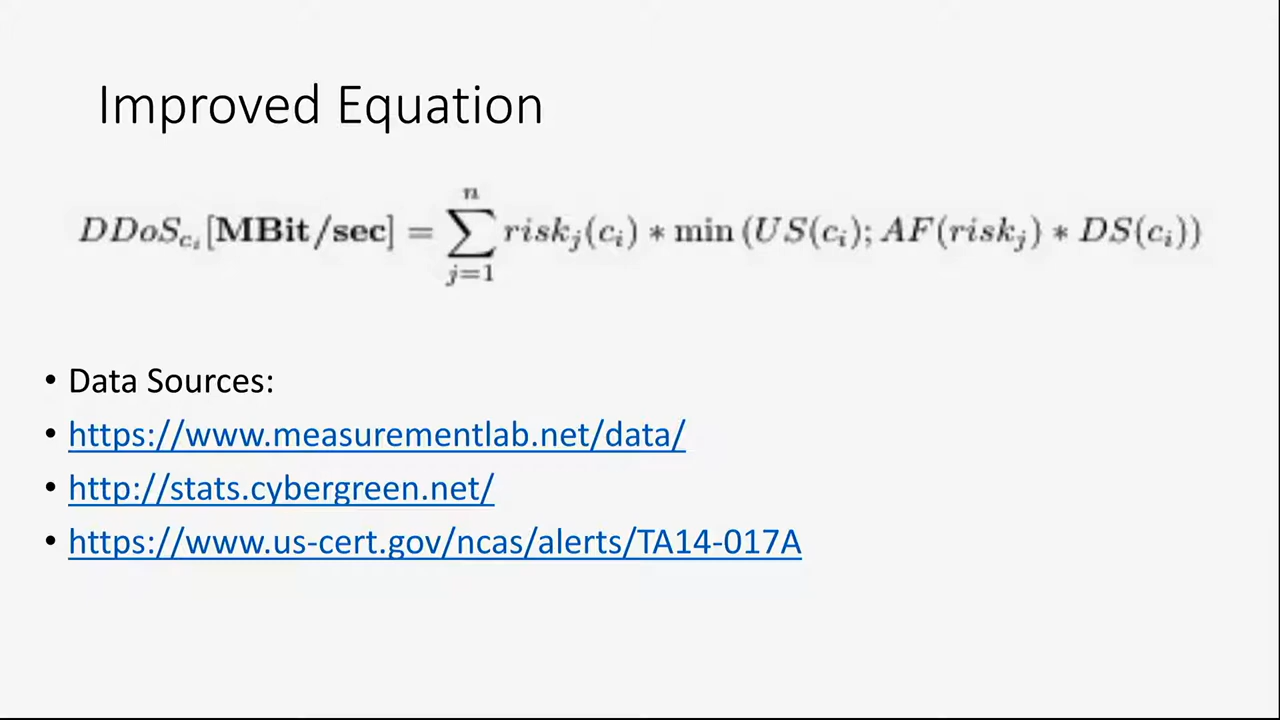 Improved Equation
DDoS_{c_i}[MBit/sec] = \sum_{j=1}^{n} risk_j(c_i) * min (US(c_i); AF(risk_j) * DS(c_i))
• Data Sources:
• https://www.measurementlab.net/data/
• http://stats.cybergreen.net/
• https://www.us-cert.gov/ncas/alerts/TA14-017A